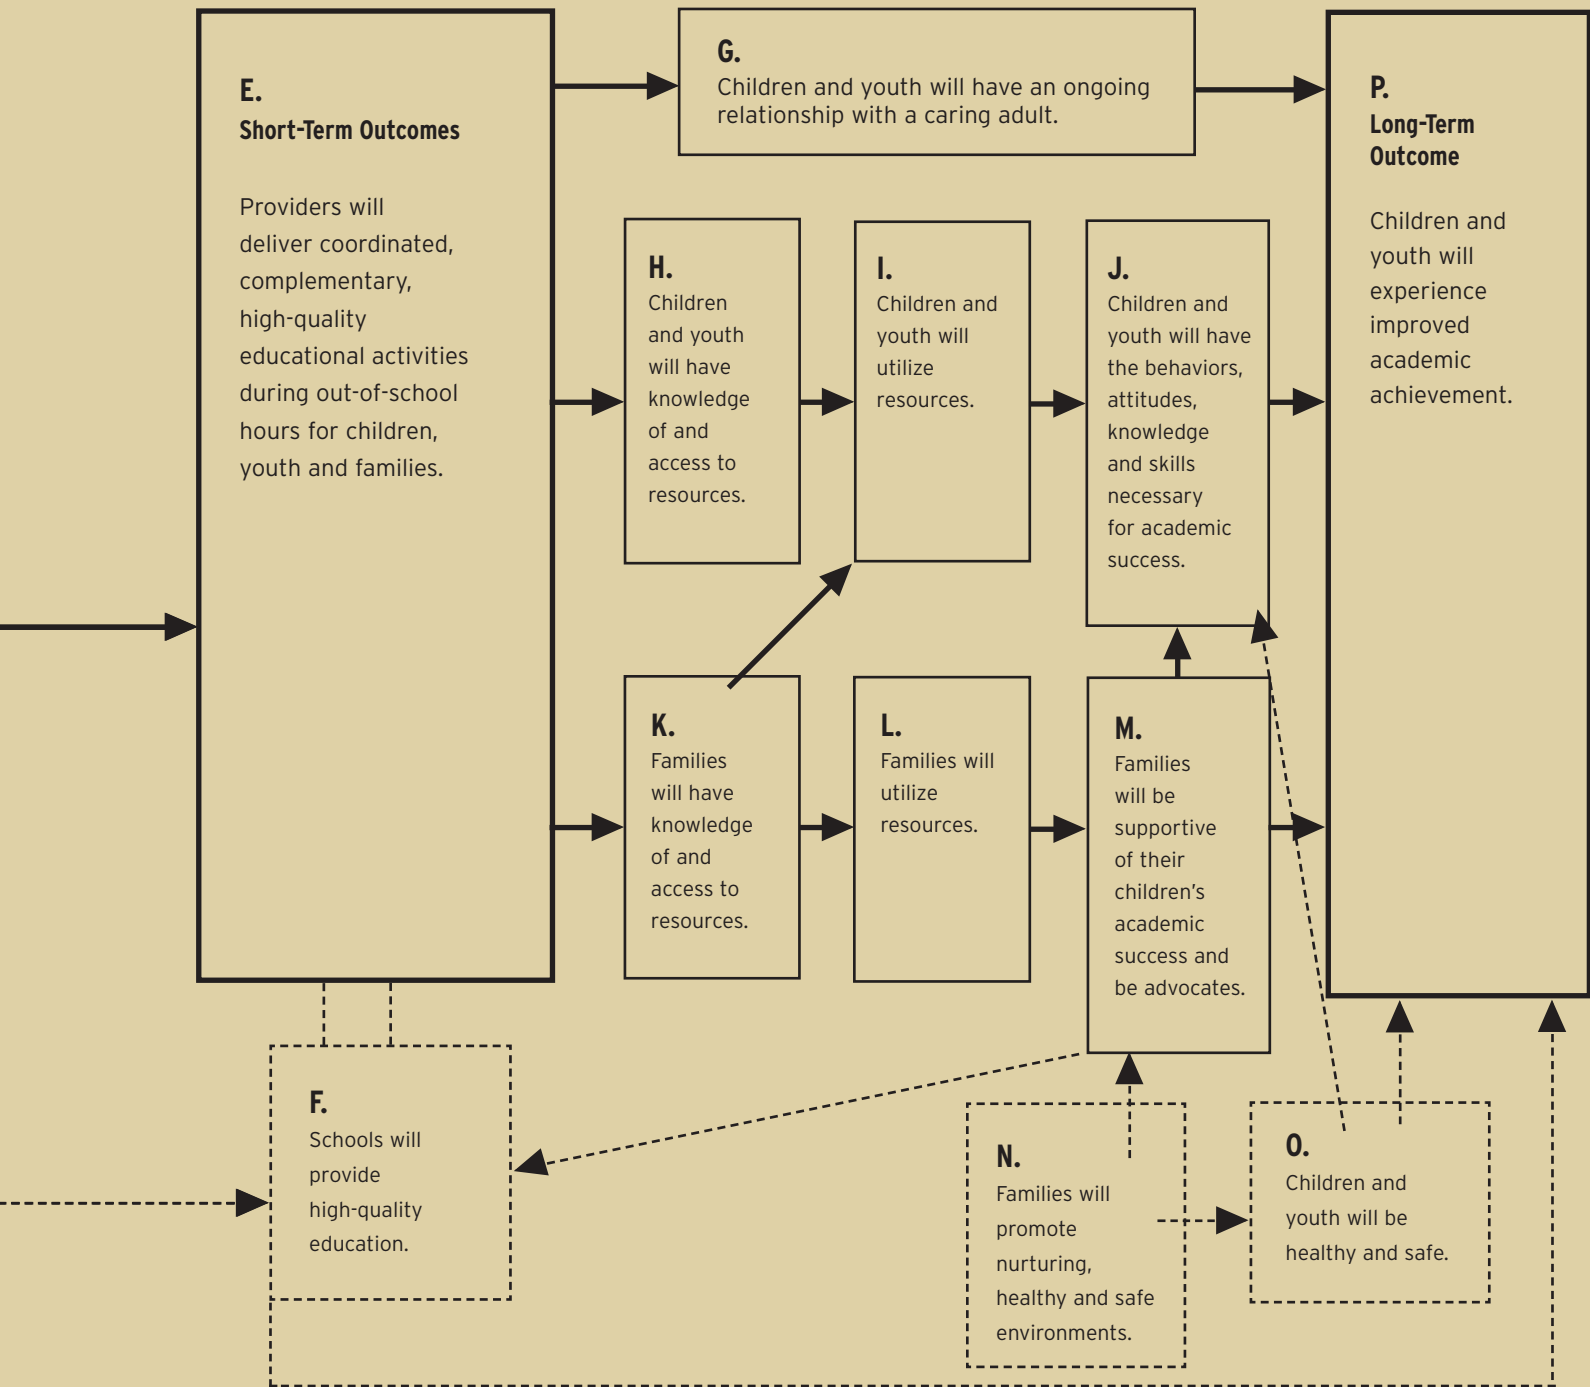 E.
Short-Term Outcomes
Providers will
deliver coordinated,
complementary,
high-quality
educational activities
during out-of-school
hours for children,
youth and families.
G.
Children and youth will have an ongoing
relationship with a caring adult.
H.
Children
and youth
will have
knowledge
of and
access to
resources.
I.
Children and
youth will
utilize
resources.
J.
Children and
youth will have
the behaviors,
attitudes,
knowledge
and skills
necessary
for academic
success.
K.
Families
will have
knowledge
of and
access to
resources.
L.
Families will
utilize
resources.
M.
Families
will be
supportive
of their
children's
academic
success and
be advocates.
P.
Long-Term
Outcome
Children and
youth will
experience
improved
academic
achievement.
F.
Schools will
provide
high-quality
education.
N.
Families will
promote
nurturing,
healthy and safe
environments.
O.
Children and
youth will be
healthy and safe.